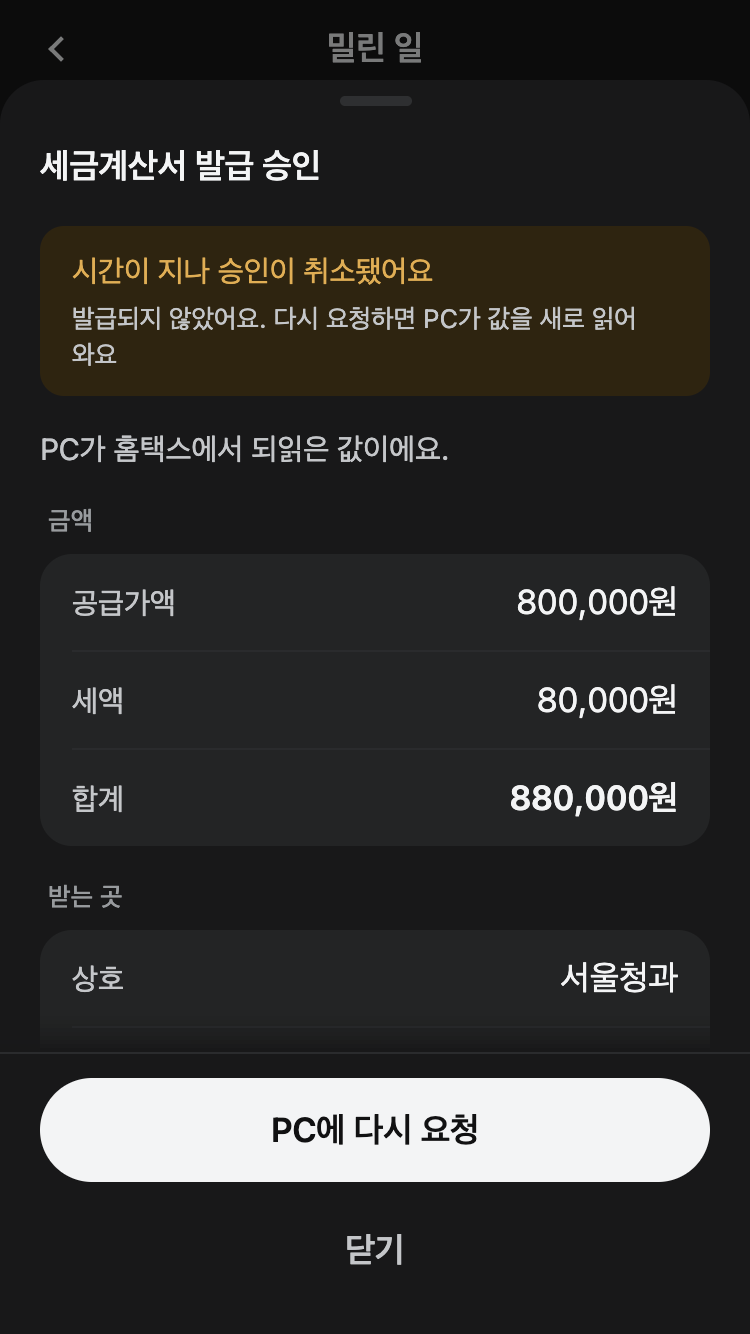 밀린 일
세금계산서 발급 승인
시간이 지나 승인이 취소됐어요
발급되지 않았어요. 다시 요청하면 PC가 값을 새로 읽어
와요
PC가 홈택스에서 되읽은 값이에요.
금액
공급가액 800,000원
세액 80,000원
합계 880,000원
받는 곳
상호 서울청과
PC에 다시 요청
닫기